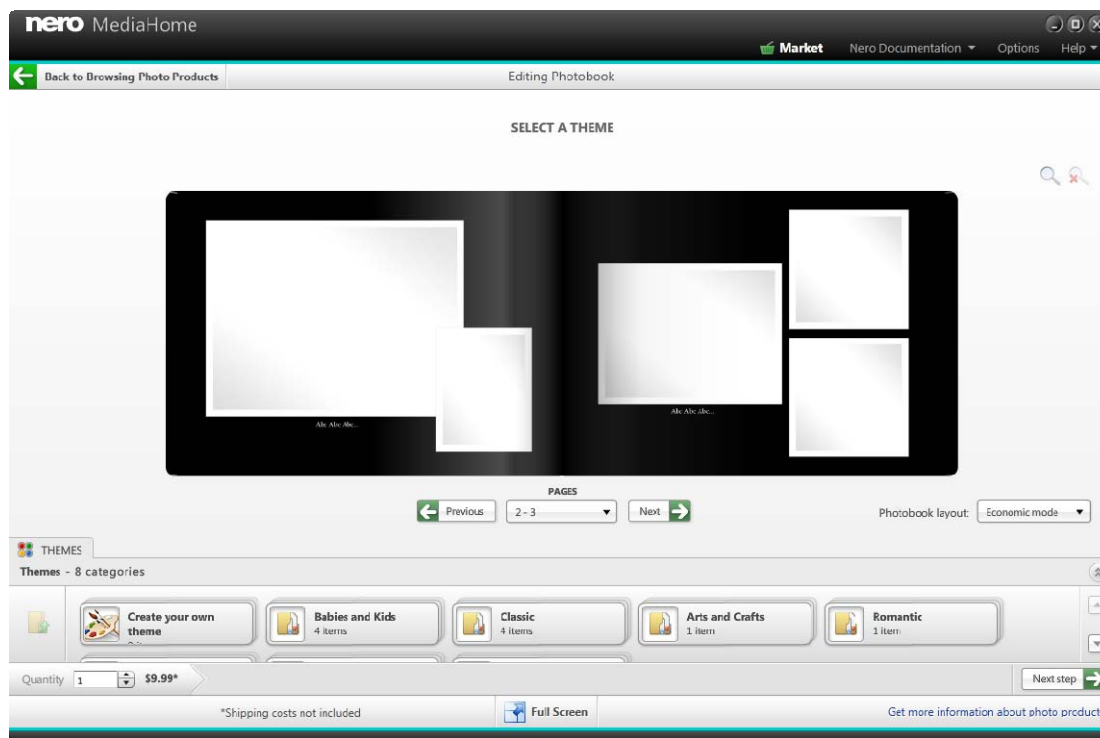 nero MediaHome
Market Nero Documentation Options Help
Back to Browsing Photo Products Editing Photobook
SELECT A THEME
Abc Abc Abc...
Abc Abc Abc...
PAGES
Previous 2 - 3 Next Photobook layout: Economic mode
THEMES
Themes - 8 categories
Create your own theme
Babies and Kids
4 items
Classic
4 items
Arts and Crafts
1 item
Romantic
1 item
Quantity 1 $9.99* Next step
*Shipping costs not included Full Screen Get more information about photo product